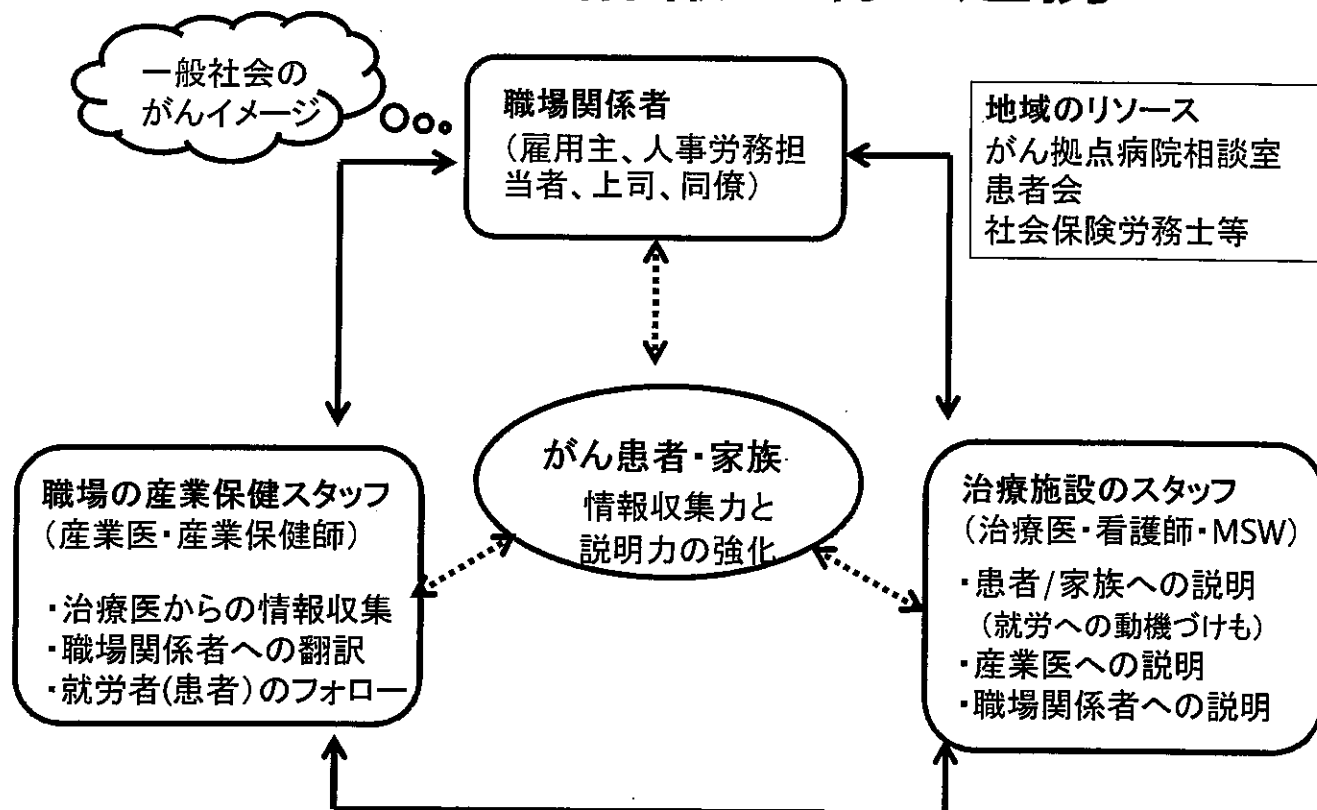 一般社会の
がんイメージ
職場関係者
(雇用主、人事労務担
当者、上司、同僚)
地域のリソース
がん拠点病院相談室
患者会
社会保険労務士等
がん患者・家族
情報収集力と
説明力の強化
職場の産業保健スタッフ
(産業医・産業保健師)
・治療医からの情報収集
・職場関係者への翻訳
・就労者(患者)のフォロー
治療施設のスタッフ
(治療医・看護師・MSW)
・患者/家族への説明
(就労への動機づけも)
・産業医への説明
・職場関係者への説明